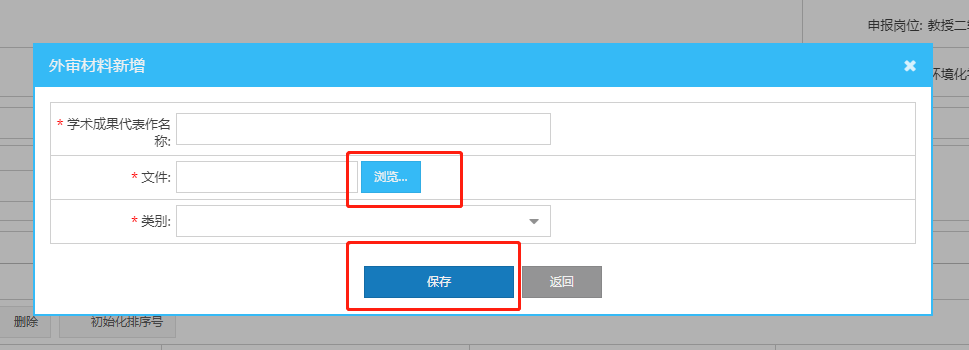 申报岗位: 教授二
外审材料新增
环境化
* 学术成果代表作名
称:
* 文件:
浏览...
* 类别:
保存
返回
删除
初始化排序号